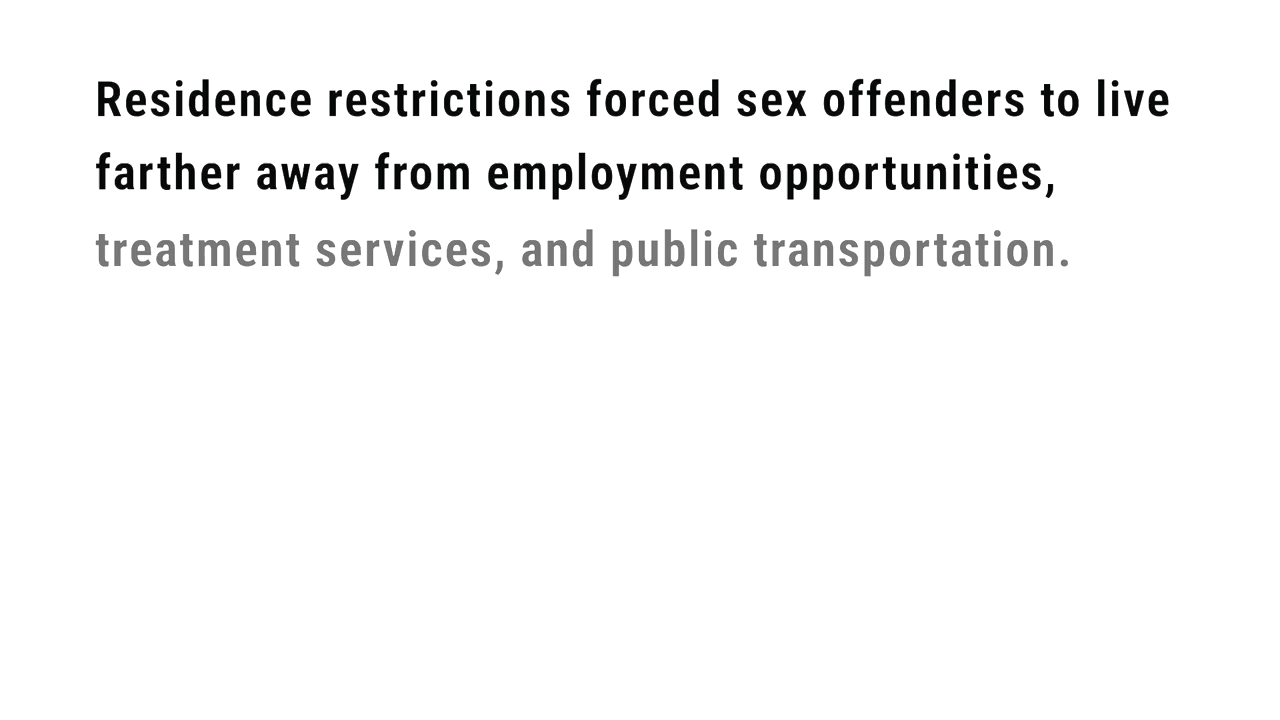 Residence restrictions forced sex offenders to live
farther away from employment opportunities,
treatment services, and public transportation.